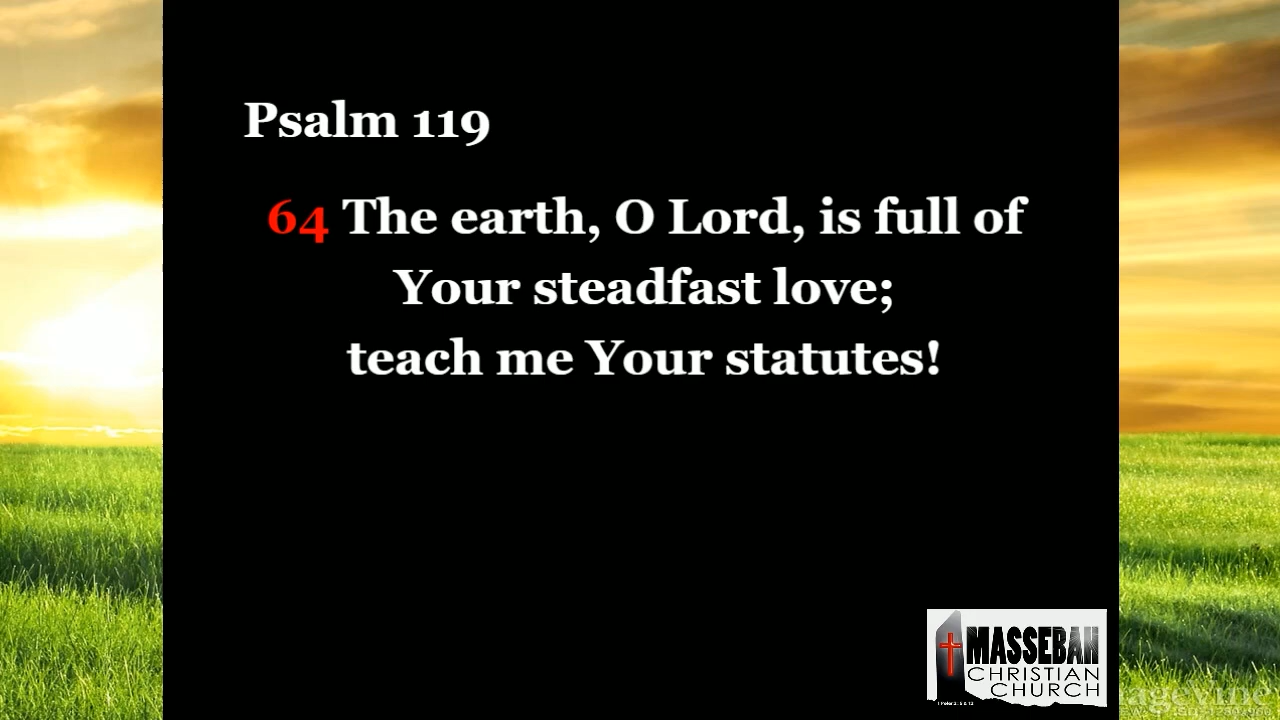 Psalm 119
64 The earth, O Lord, is full of
Your steadfast love;
teach me Your statutes!
MASSEBAH
CHRISTIAN
CHURCH